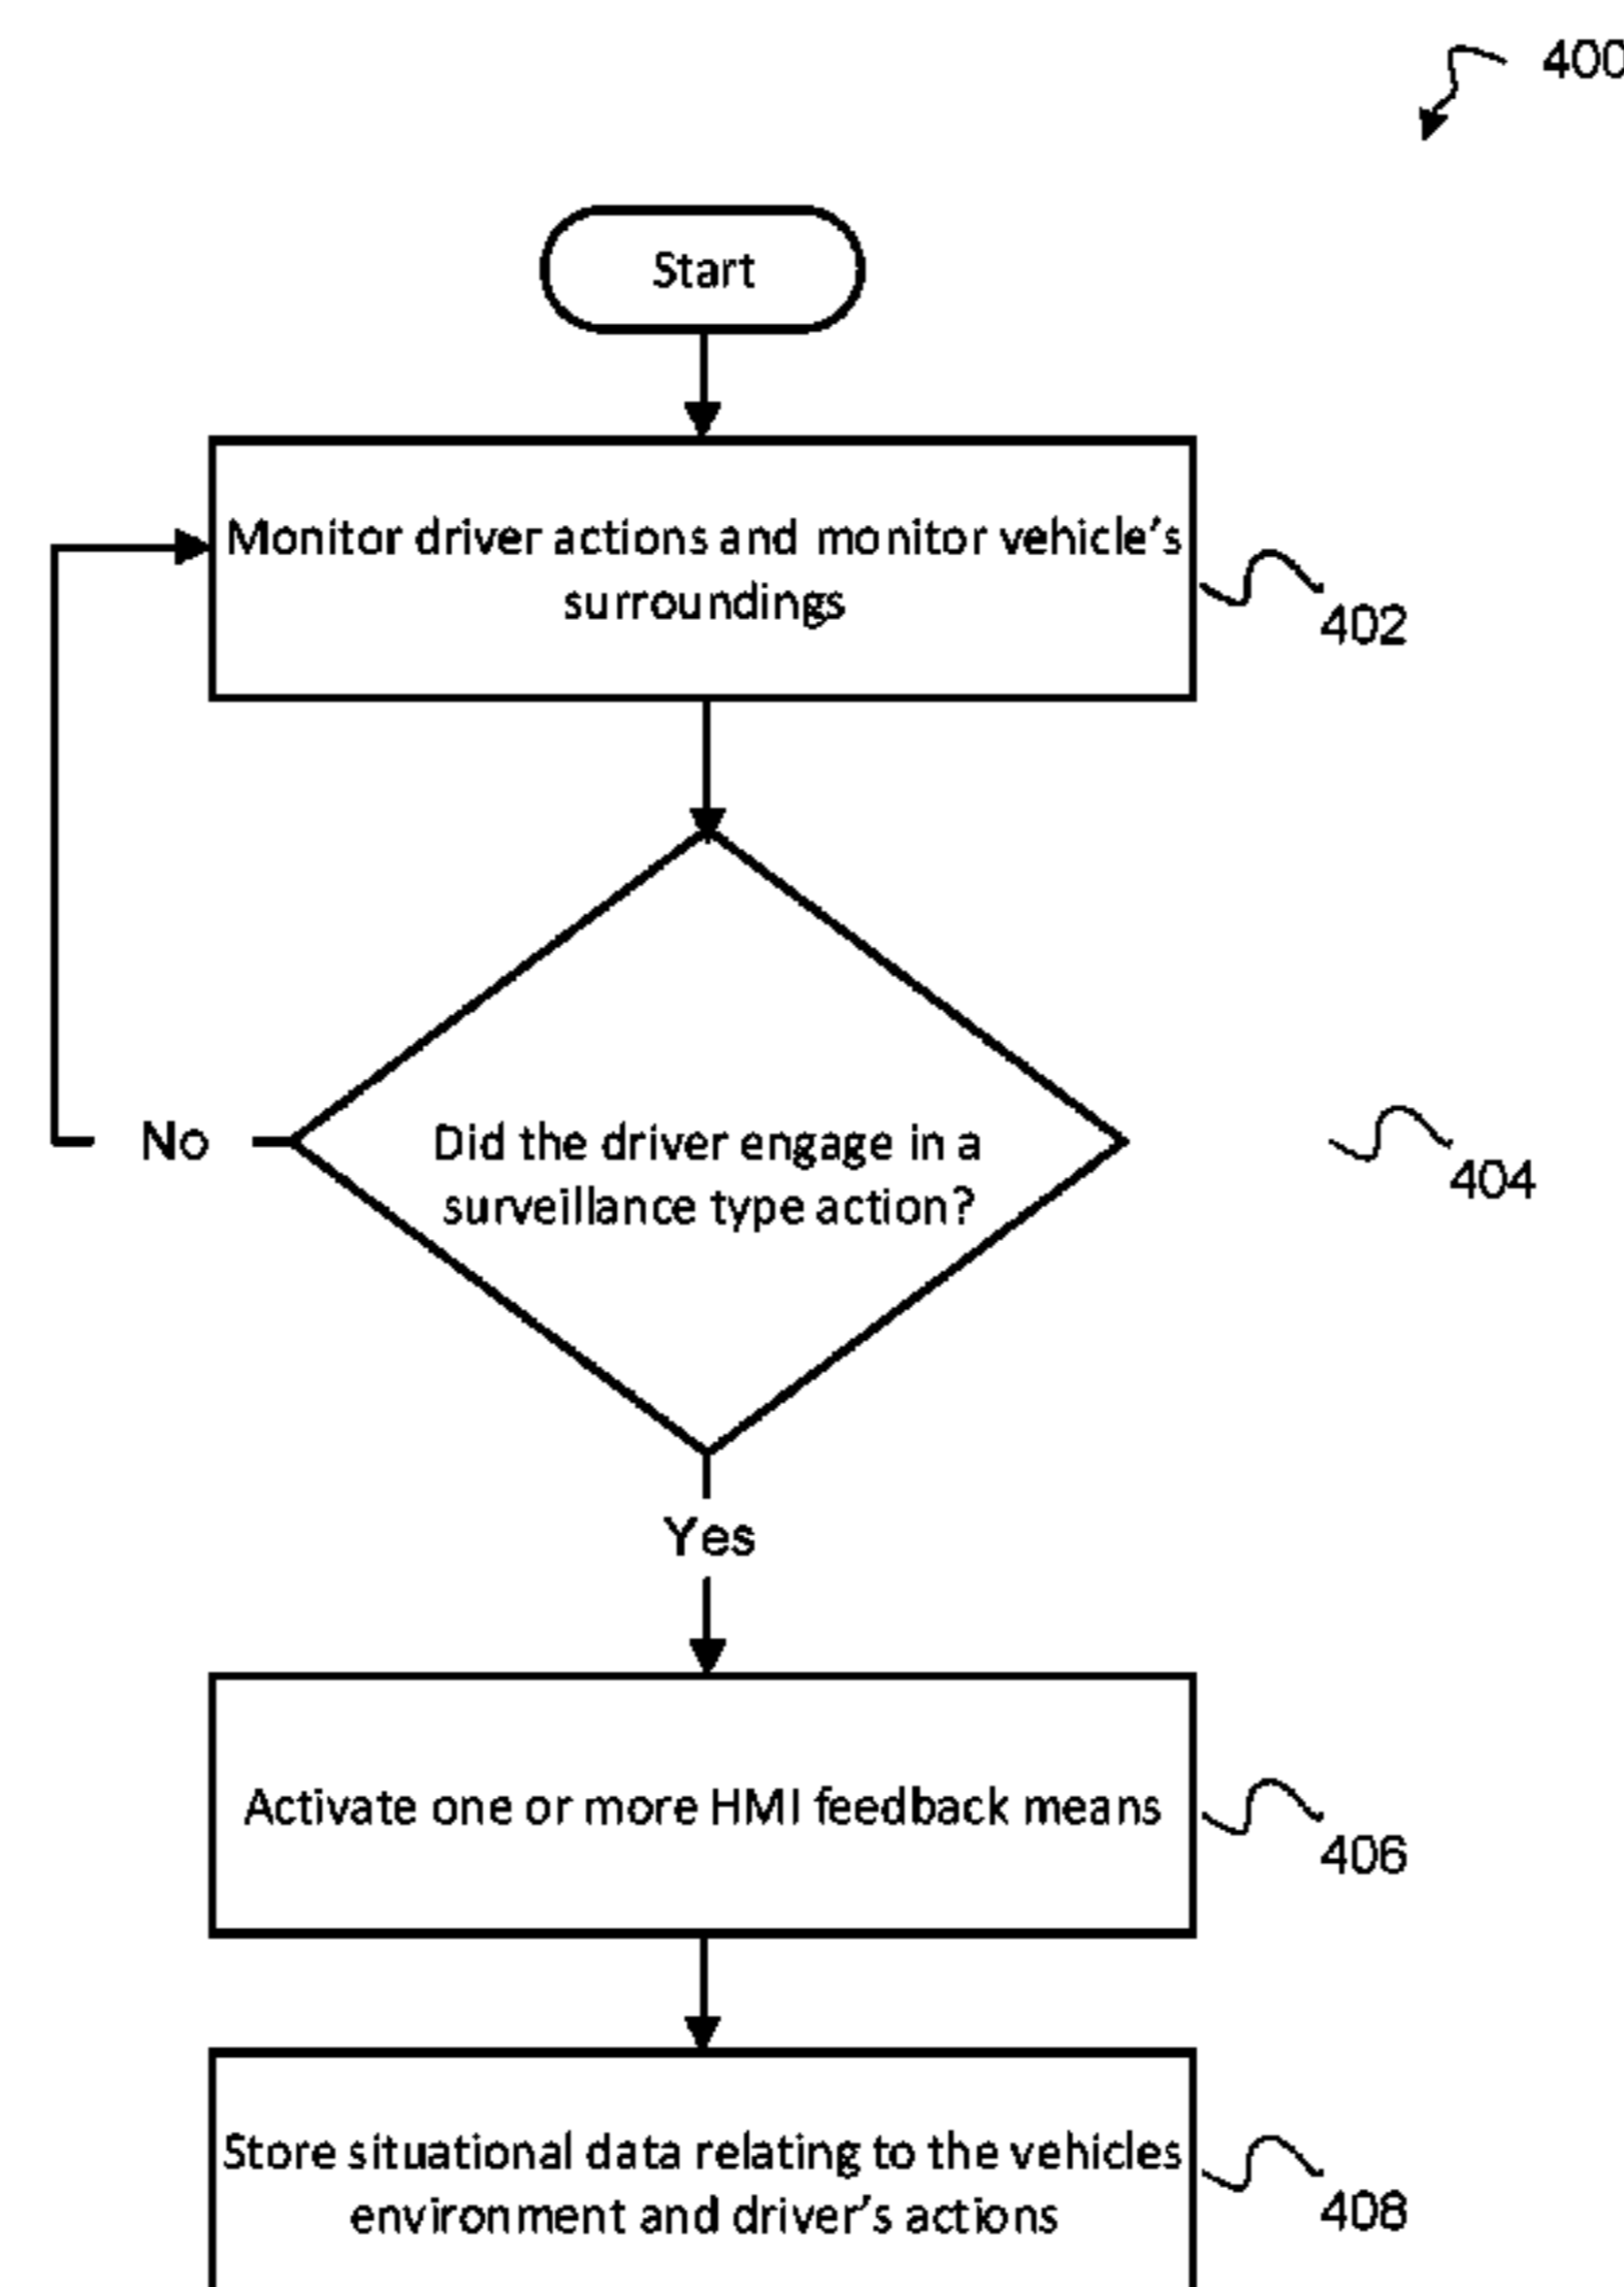 400
Start
Monitor driver actions and monitor vehicle's
surroundings
402
No
Did the driver engage in a
surveillance type action?
404
Yes
Activate one or more HMI feedback means
406
Store situational data relating to the vehicles
environment and driver's actions
408